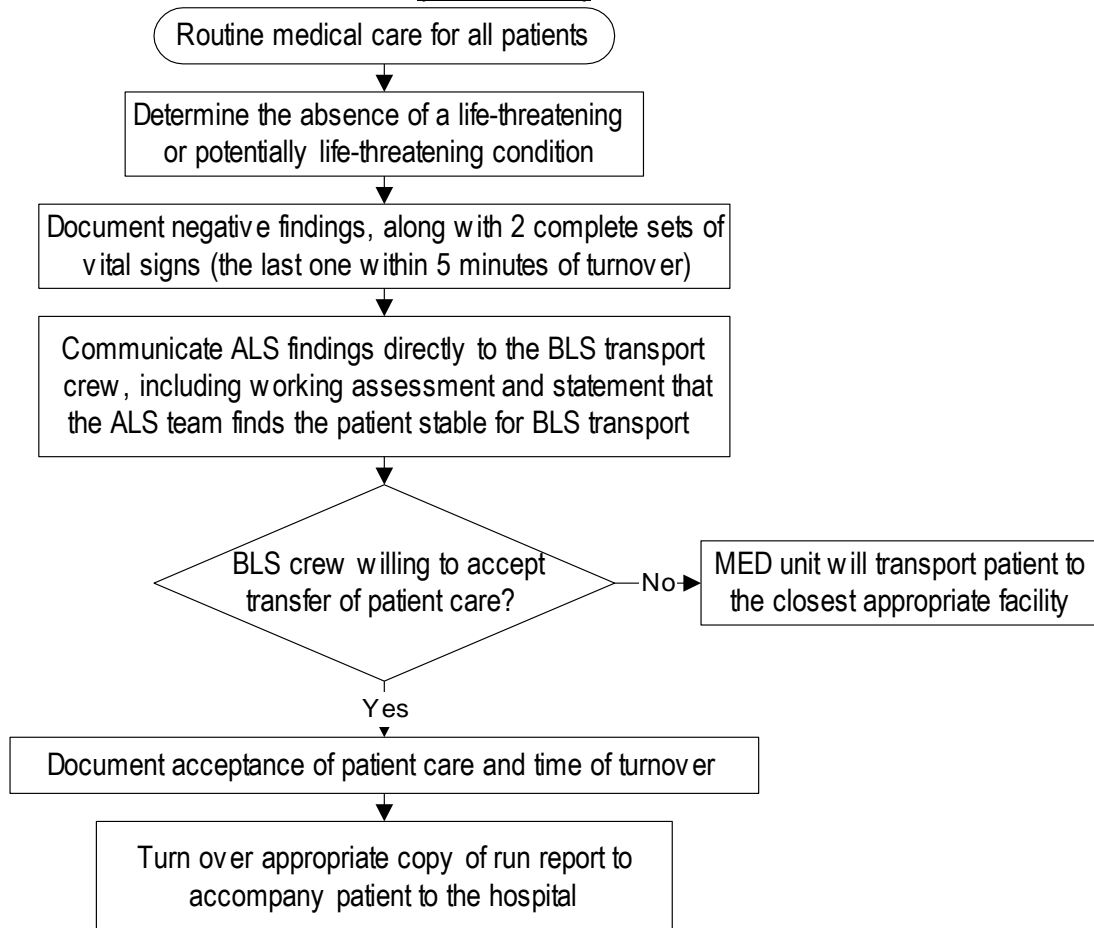 Routine medical care for all patients
Determine the absence of a life-threatening
or potentially life-threatening condition
Document negative findings, along with 2 complete sets of
vital signs (the last one within 5 minutes of turnover)
Communicate ALS findings directly to the BLS transport
crew, including working assessment and statement that
the ALS team finds the patient stable for BLS transport
BLS crew willing to accept
transfer of patient care?
No
MED unit will transport patient to
the closest appropriate facility
Yes
Document acceptance of patient care and time of turnover
Turn over appropriate copy of run report to
accompany patient to the hospital